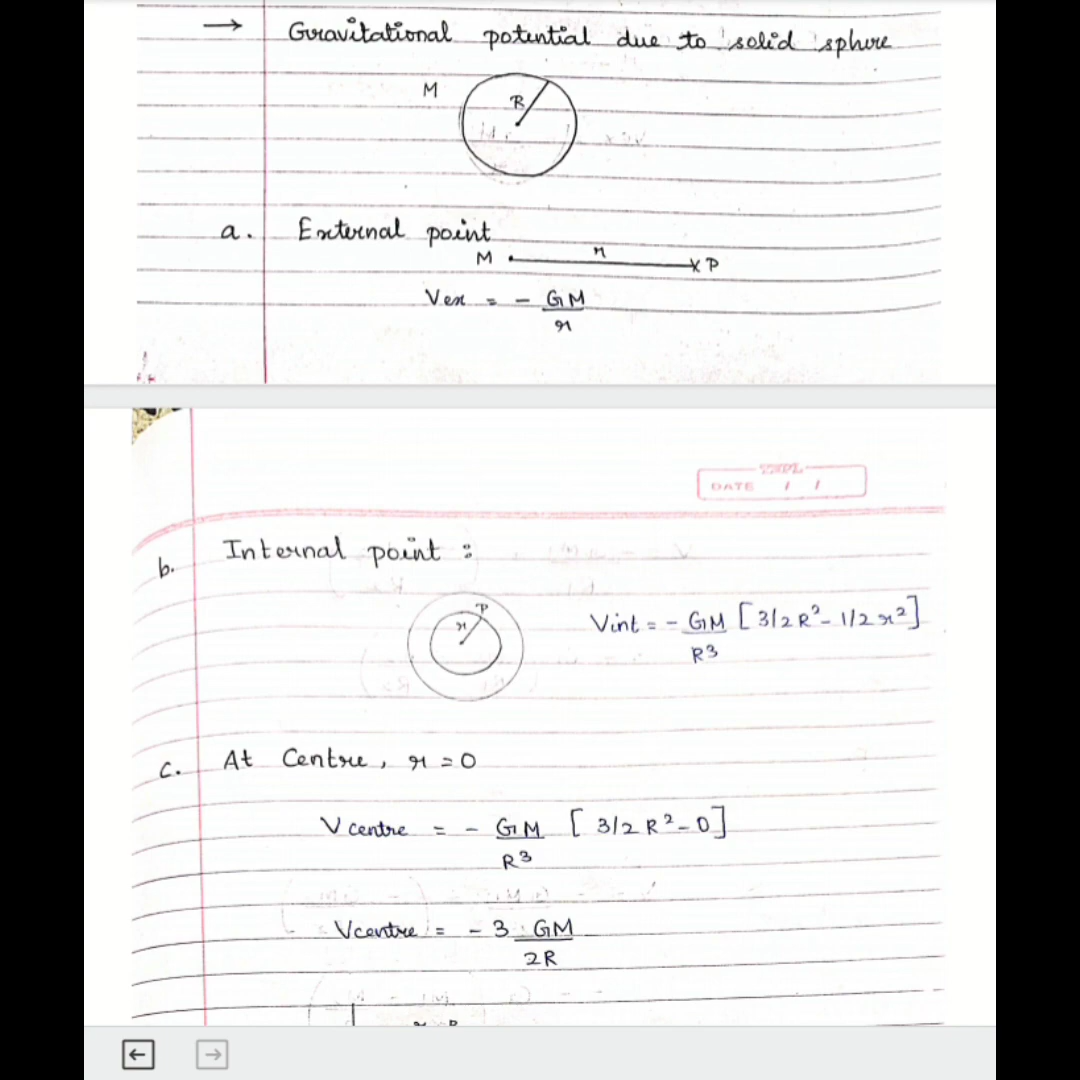 → Gravitational potential due to solid sphere
M
R
a. External point
M r P
Vex = - GM/r
DATE / /
b. Internal point :
P
r
Vint = - GM/R³ [3/2 R² - 1/2 r²]
c. At Centre, r = 0
V centre = - GM/R³ [3/2 R² - 0]
Vcentre = - 3 GM/2R